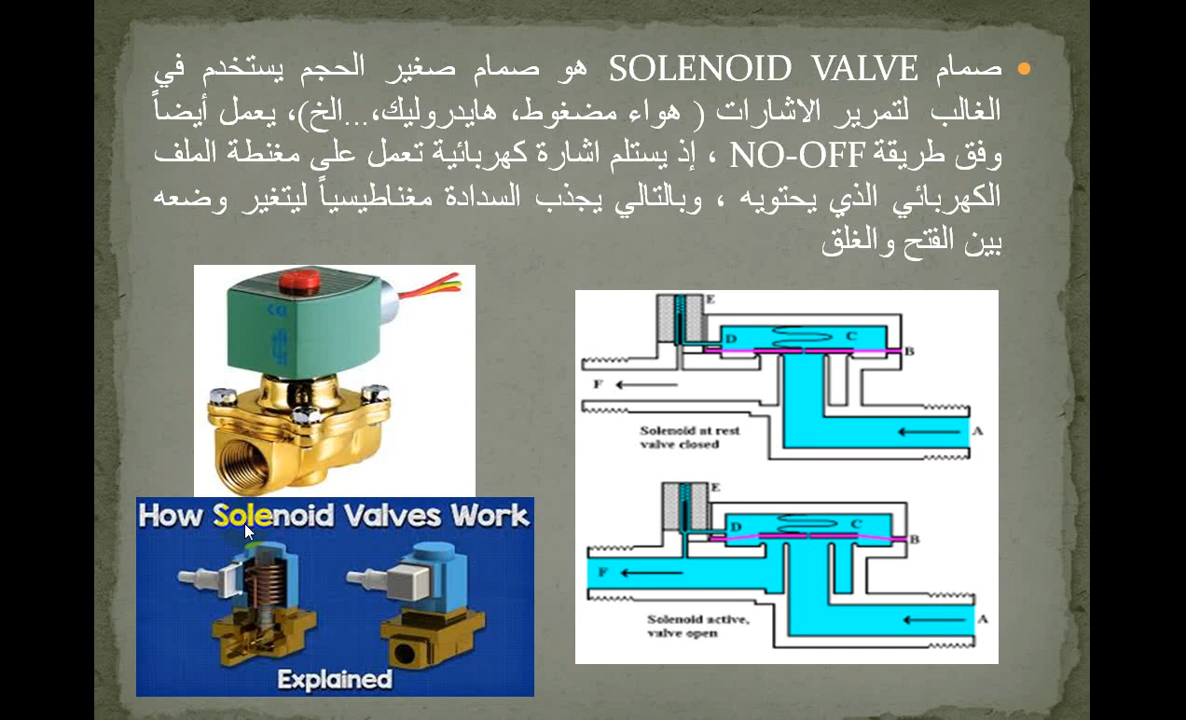 • صمام SOLENOID VALVE هو صمام صغير الحجم يستخدم في
الغالب لتمرير الاشارات ( هواء مضغوط، هايدروليك،...الخ)، يعمل أيضاً
وفق طريقة NO-OFF ، إذ يستلم اشارة كهربائية تعمل على مغنطة الملف
الكهربائي الذي يحتويه ، وبالتالي يجذب السدادة مغناطيسياً ليتغير وضعه
بين الفتح والغلق
E
D
C
B
F
A
Solenoid at rest
valve closed
How Solenoid Valves Work
Explained
E
D
C
B
F
A
Solenoid active,
valve open